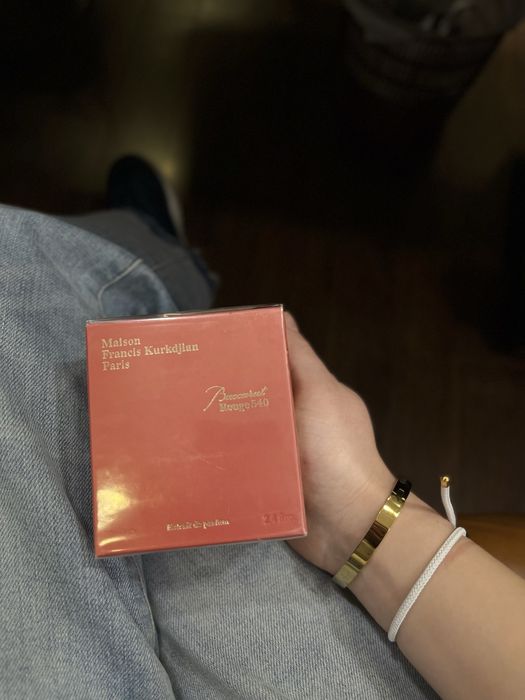 Maison
Francis Kurkdjian
Paris
Baccarat
Rouge 540
Extrait de parfum